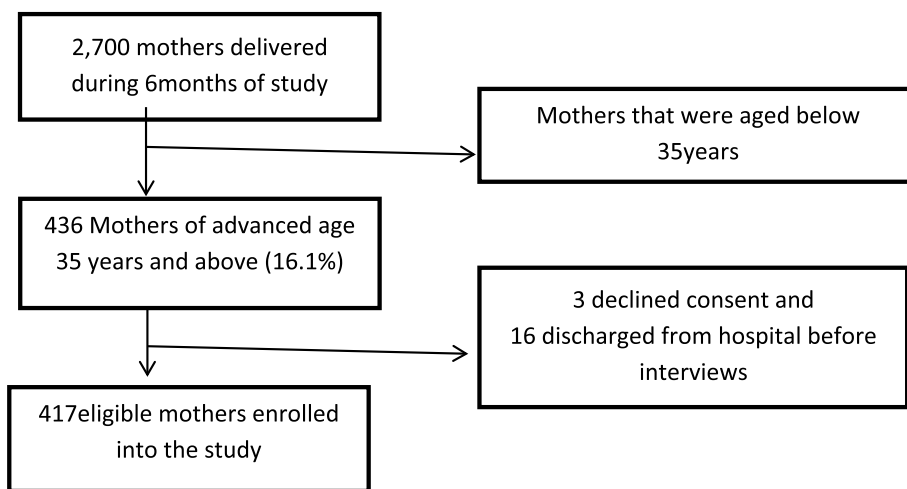 2,700 mothers delivered
during 6months of study
Mothers that were aged below
35years
436 Mothers of advanced age
35 years and above (16.1%)
3 declined consent and
16 discharged from hospital before
interviews
417eligible mothers enrolled
into the study